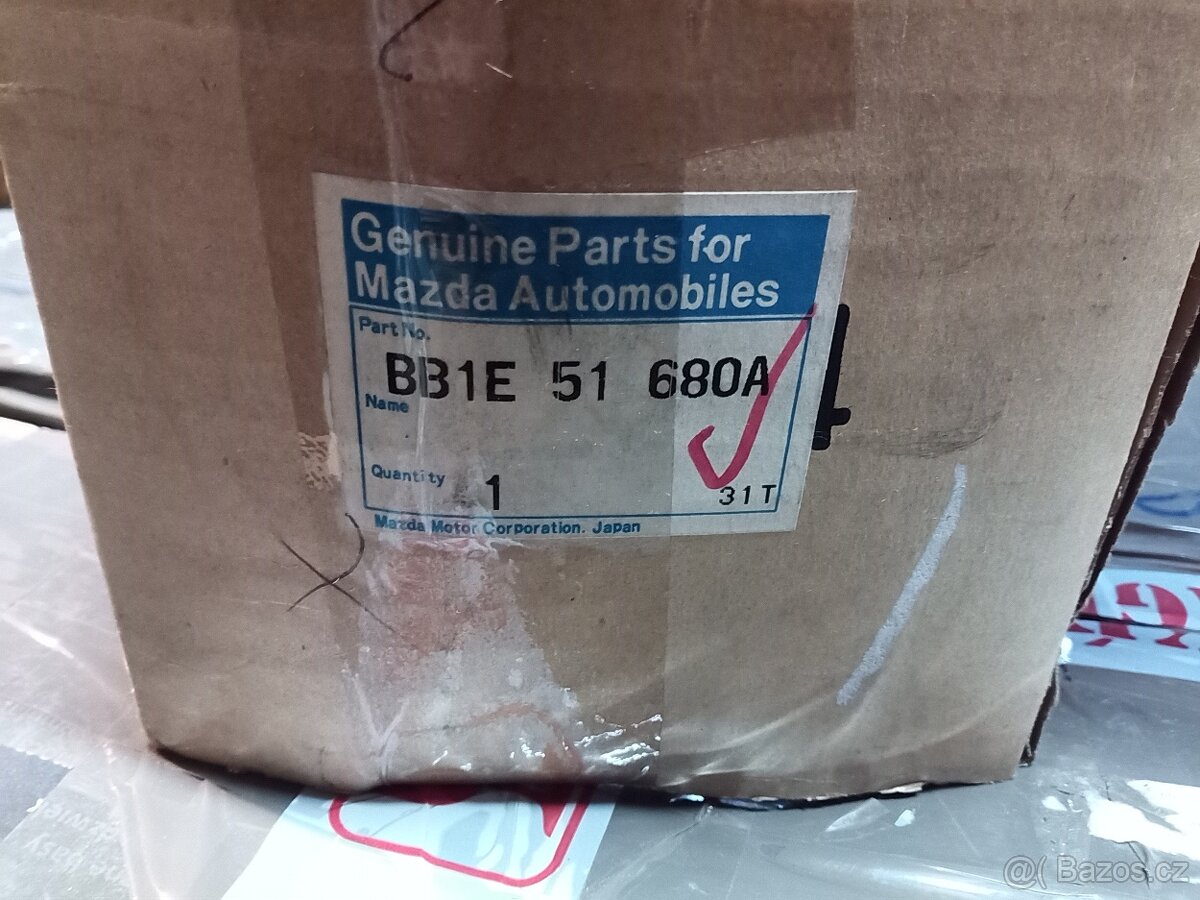 Genuine Parts for
Mazda Automobiles
Part No.
BB1E 51 680A
Name
Quantity 1
31T
Mazda Motor Corporation. Japan
@( Bazos.cz